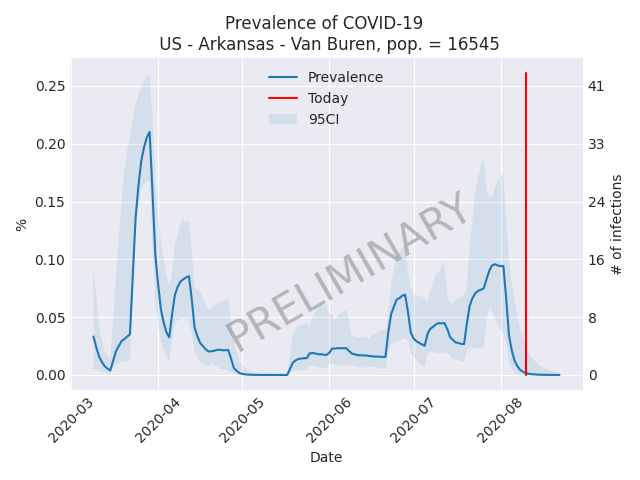 Prevalence of COVID-19
US - Arkansas - Van Buren, pop. = 16545
Prevalence
Today
95CI
PRELIMINARY
%
0.25
0.20
0.15
0.10
0.05
0.00
41
33
24
16
8
0
# of infections
2020-03
2020-04
2020-05
2020-06
2020-07
2020-08
Date